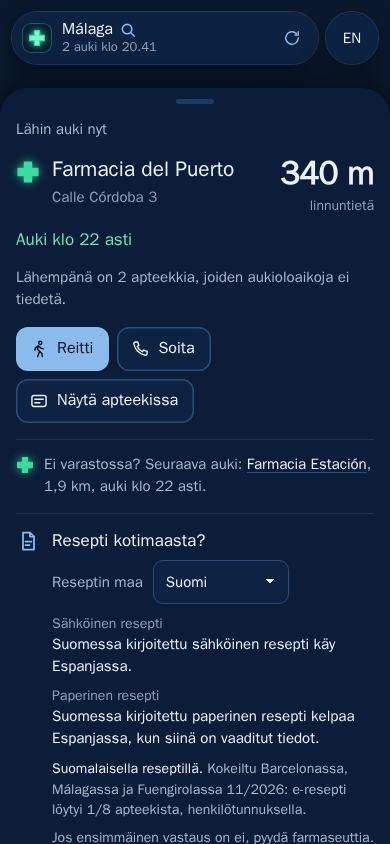 Málaga
2 auki klo 20.41
EN
Lähin auki nyt
Farmacia del Puerto
340 m
Calle Córdoba 3
linnuntietä
Auki klo 22 asti
Lähempänä on 2 apteekkia, joiden aukioloaikoja ei
tiedetä.
Reitti
Soita
Näytä apteekissa
Ei varastossa? Seuraava auki: Farmacia Estación,
1,9 km, auki klo 22 asti.
Resepti kotimaasta?
Reseptin maa
Suomi
Sähköinen resepti
Suomessa kirjoitettu sähköinen resepti käy
Espanjassa.
Paperinen resepti
Suomessa kirjoitettu paperinen resepti kelpaa
Espanjassa, kun siinä on vaaditut tiedot.
Suomalaisella reseptillä. Kokeiltu Barcelonassa,
Málagassa ja Fuengirolassa 11/2026: e-resepti
löytyi 1/8 apteekista, henkilötunnuksella.
Jos ensimmäinen vastaus on ei, pyydä farmaseuttia.